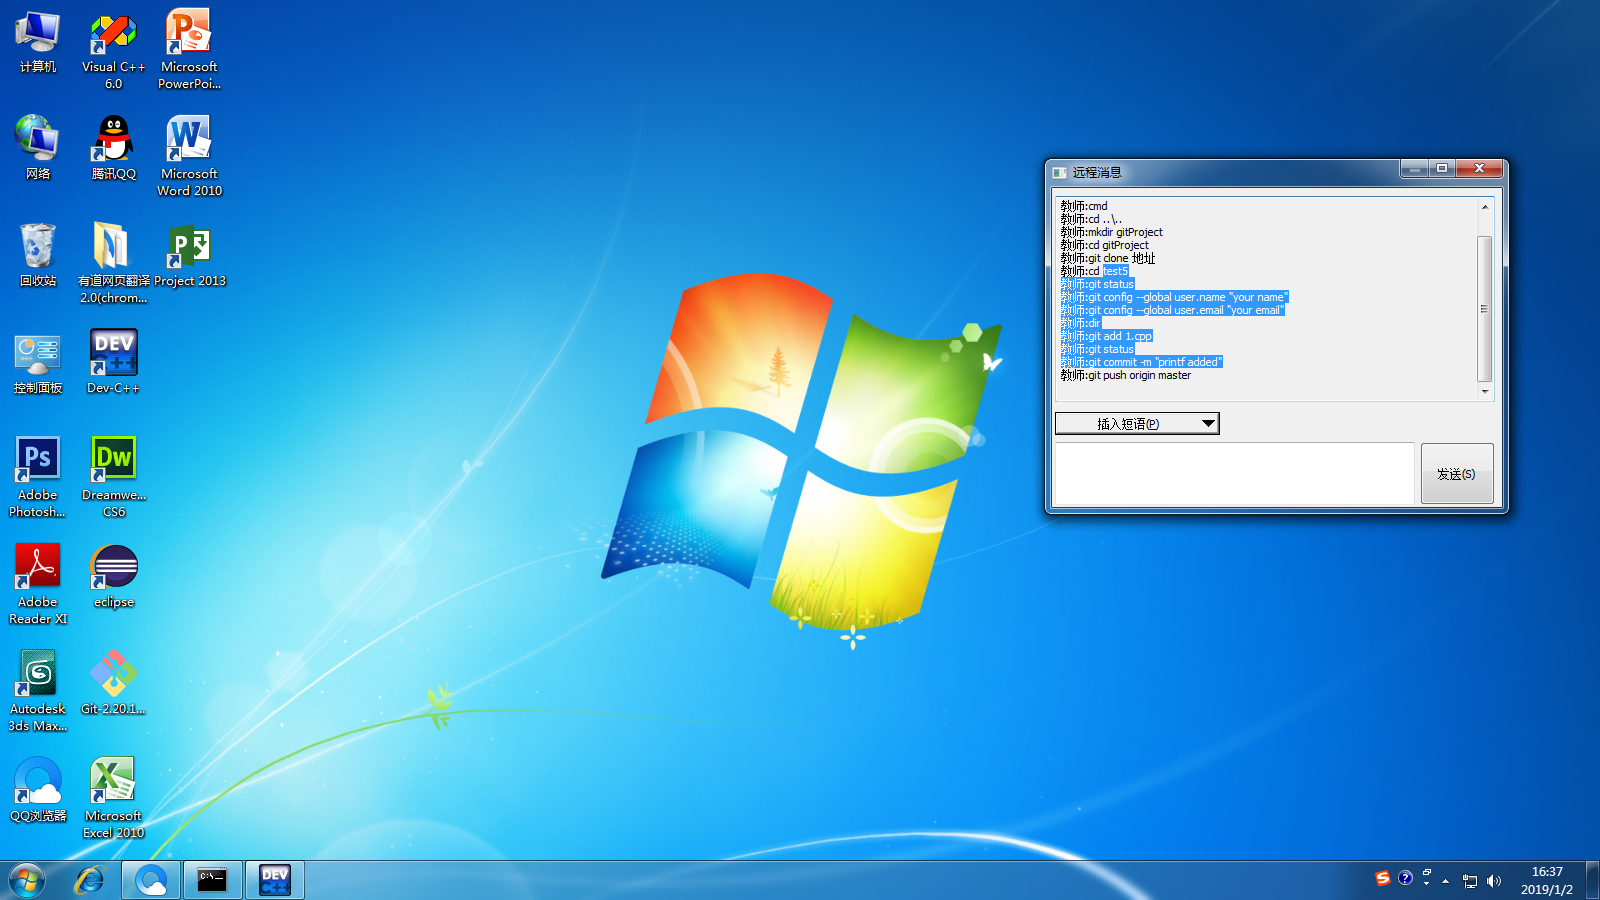 计算机
Visual C++
6.0
Microsoft
PowerPoi...
网络
腾讯QQ
Microsoft
Word 2010
回收站
有道网页翻译
2.0(chrom...
Project 2013
控制面板
Dev-C++
Adobe
Photosh...
Dreamwe...
CS6
Adobe
Reader XI
eclipse
Autodesk
3ds Max...
Git-2.20.1...
QQ浏览器
Microsoft
Excel 2010
远程消息
教师:cmd
教师:cd ..\..
教师:mkdir gitProject
教师:cd gitProject
教师:git clone 地址
教师:cd test5
教师:git status
教师:git config --global user.name "your name"
教师:git config --global user.email "your email"
教师:dir
教师:git add 1.cpp
教师:git status
教师:git commit -m "printf added"
教师:git push origin master
插入短语(P)
发送(S)
16:37
2019/1/2